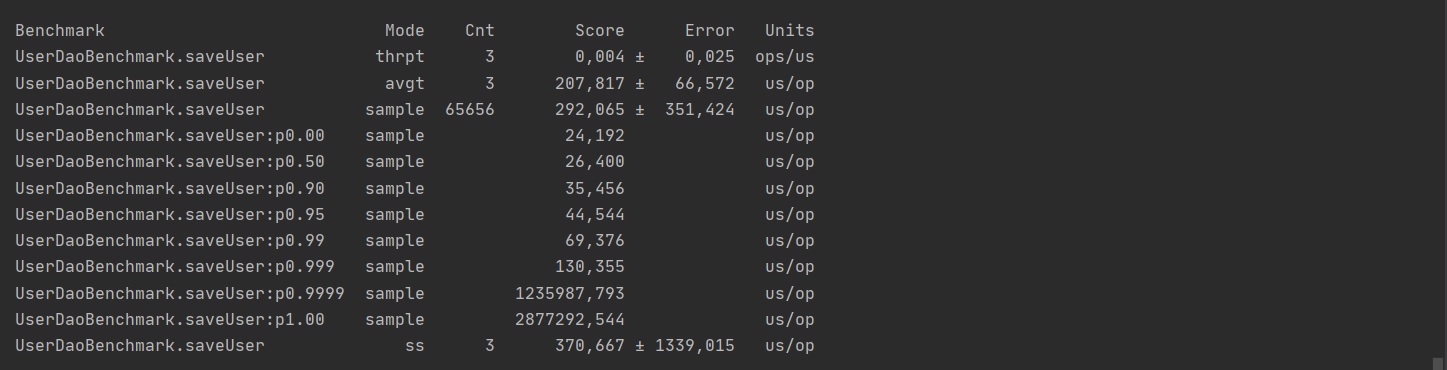 Benchmark Mode Cnt Score Error Units
UserDaoBenchmark.saveUser thrpt 3 0,004 ± 0,025 ops/us
UserDaoBenchmark.saveUser avgt 3 207,817 ± 66,572 us/op
UserDaoBenchmark.saveUser sample 65656 292,065 ± 351,424 us/op
UserDaoBenchmark.saveUser:p0.00 sample 24,192 us/op
UserDaoBenchmark.saveUser:p0.50 sample 26,400 us/op
UserDaoBenchmark.saveUser:p0.90 sample 35,456 us/op
UserDaoBenchmark.saveUser:p0.95 sample 44,544 us/op
UserDaoBenchmark.saveUser:p0.99 sample 69,376 us/op
UserDaoBenchmark.saveUser:p0.999 sample 130,355 us/op
UserDaoBenchmark.saveUser:p0.9999 sample 1235987,793 us/op
UserDaoBenchmark.saveUser:p1.00 sample 2877292,544 us/op
UserDaoBenchmark.saveUser ss 3 370,667 ± 1339,015 us/op